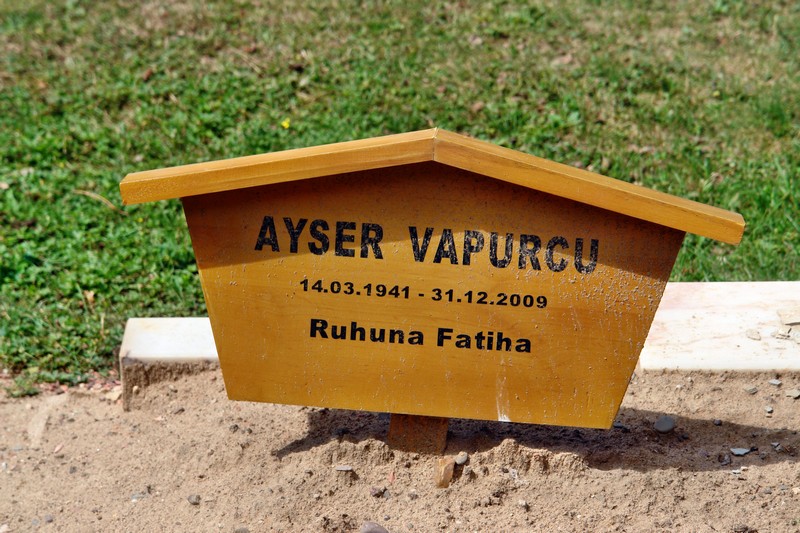 AYSER VAPURCU
14.03.1941 - 31.12.2009
Ruhuna Fatiha